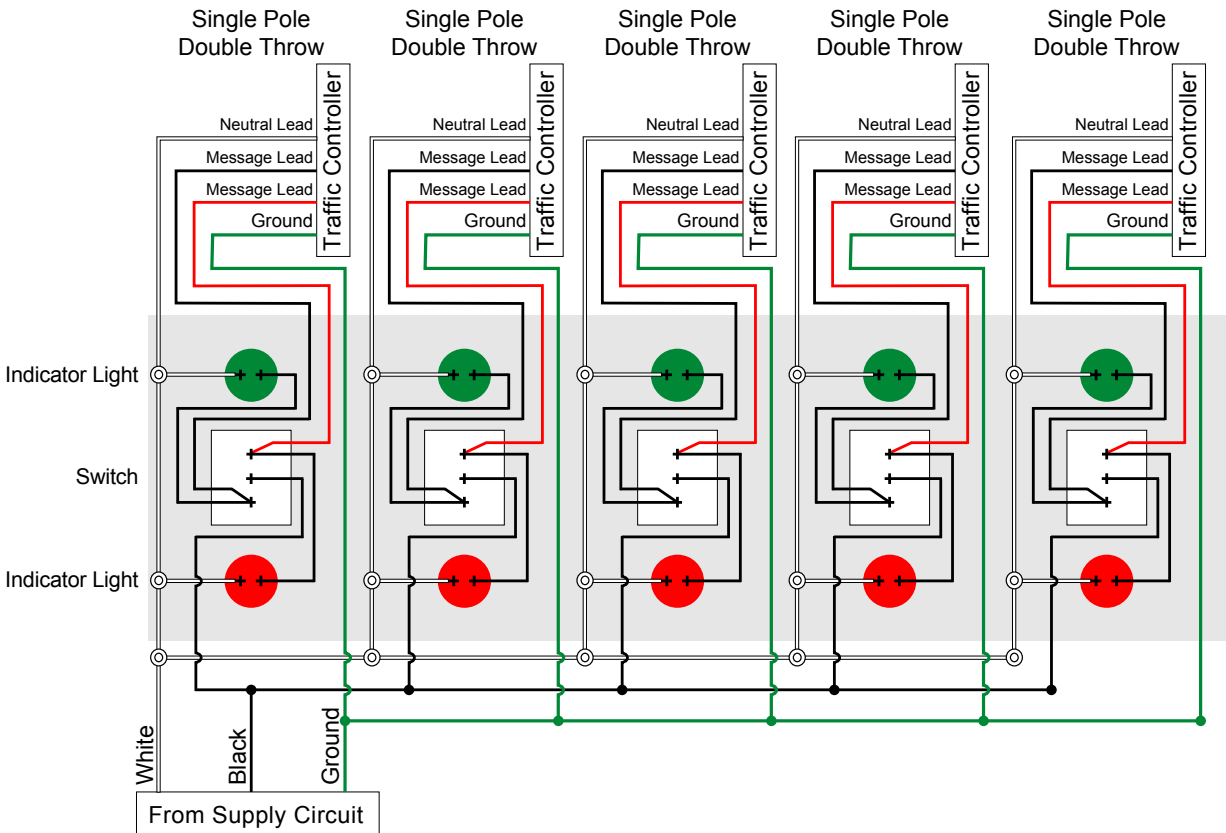 Single Pole
Double Throw
Single Pole
Double Throw
Single Pole
Double Throw
Single Pole
Double Throw
Single Pole
Double Throw
Neutral Lead
Message Lead
Message Lead
Ground
Traffic Controller
Neutral Lead
Message Lead
Message Lead
Ground
Traffic Controller
Neutral Lead
Message Lead
Message Lead
Ground
Traffic Controller
Neutral Lead
Message Lead
Message Lead
Ground
Traffic Controller
Neutral Lead
Message Lead
Message Lead
Ground
Traffic Controller
Indicator Light
Switch
Indicator Light
White
Black
Ground
From Supply Circuit